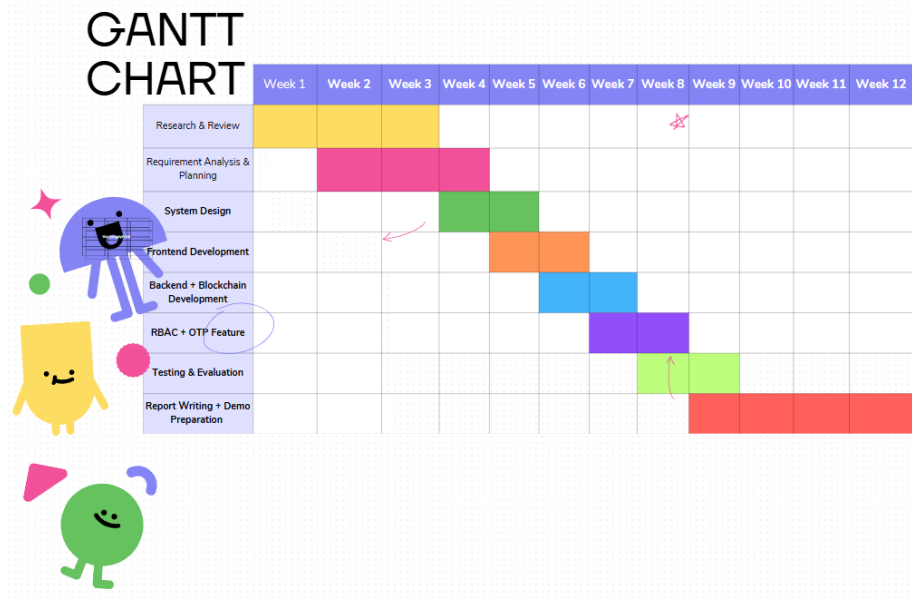 GANTT
CHART
Week 1 Week 2 Week 3 Week 4 Week 5 Week 6 Week 7 Week 8 Week 9 Week 10 Week 11 Week 12
Research & Review
Requirement Analysis &
Planning
System Design
Frontend Development
Backend + Blockchain
Development
RBAC + OTP Feature
Testing & Evaluation
Report Writing + Demo
Preparation